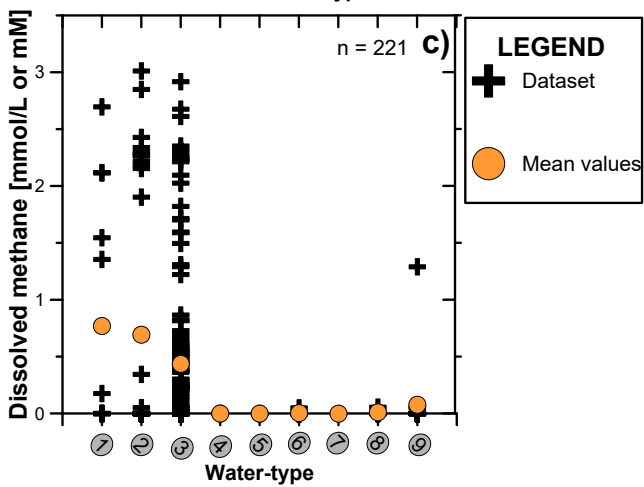 Dissolved methane [mmol/L or mM]
3
2
1
0
n = 221
c)
LEGEND
Dataset
Mean values
1 2 3 4 5 6 7 8 9
Water-type